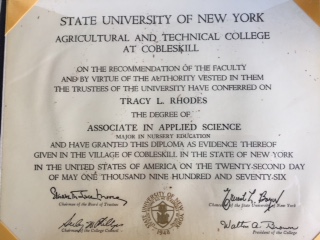 STATE UNIVERSITY OF NEW YORK
AGRICULTURAL AND TECHNICAL COLLEGE
AT COBLESKILL
ON THE RECOMMENDATION OF THE FACULTY
AND BY VIRTUE OF THE AUTHORITY VESTED IN THEM
THE TRUSTEES OF THE UNIVERSITY HAVE CONFERRED ON
TRACY L. RHODES
THE DEGREE OF
ASSOCIATE IN APPLIED SCIENCE
MAJOR IN NURSERY EDUCATION
AND HAVE GRANTED THIS DIPLOMA AS EVIDENCE THEREOF
GIVEN IN THE VILLAGE OF COBLESKILL IN THE STATE OF NEW YORK
IN THE UNITED STATES OF AMERICA ON THE TWENTY-SECOND DAY
OF MAY ONE THOUSAND NINE HUNDRED AND SEVENTY-SIX
Chairman of the Board of Trustees
Chancellor of the State University of New York
Chairman of the College Council
President of the College